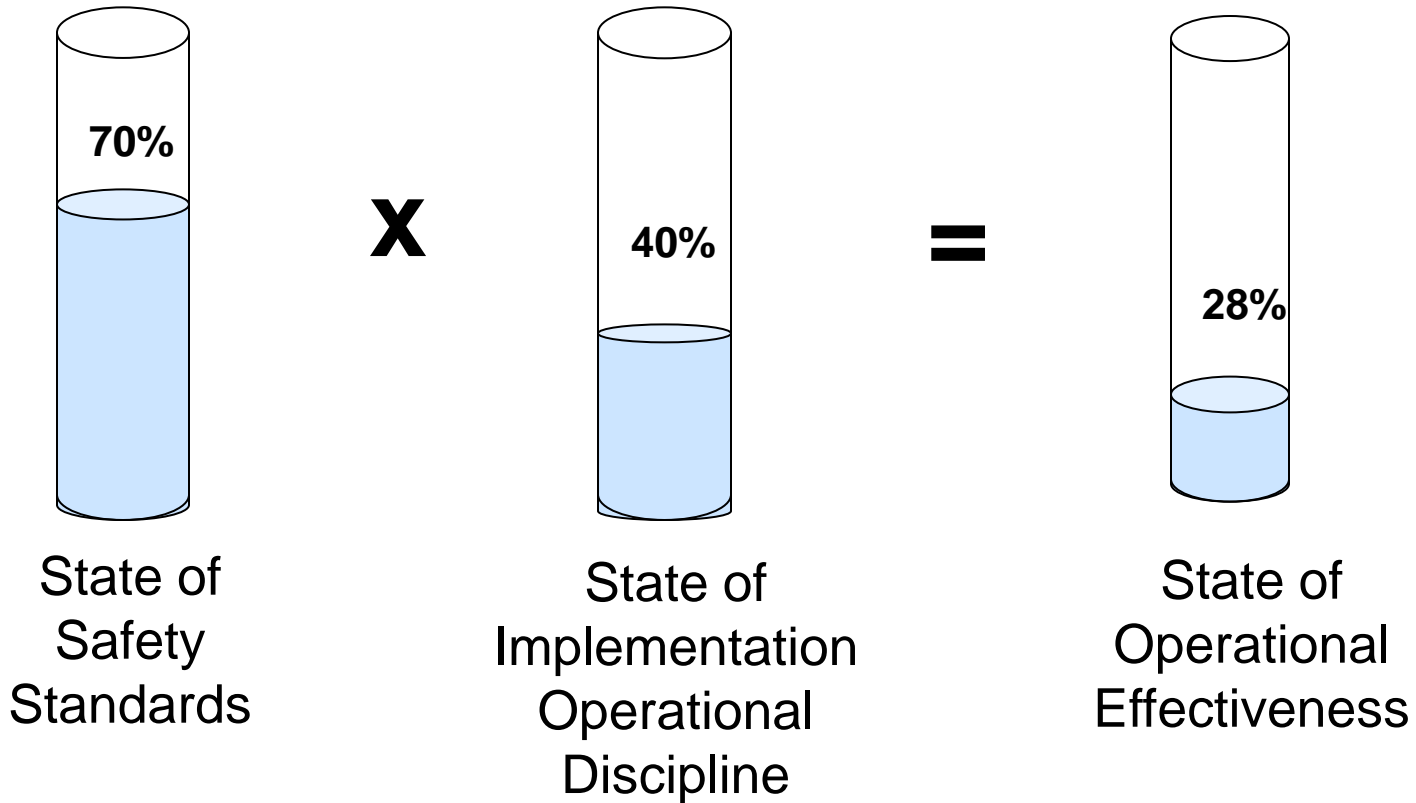 70%
x
40%
=
28%
State of
Safety
Standards
State of
Implementation
Operational
Discipline
State of
Operational
Effectiveness